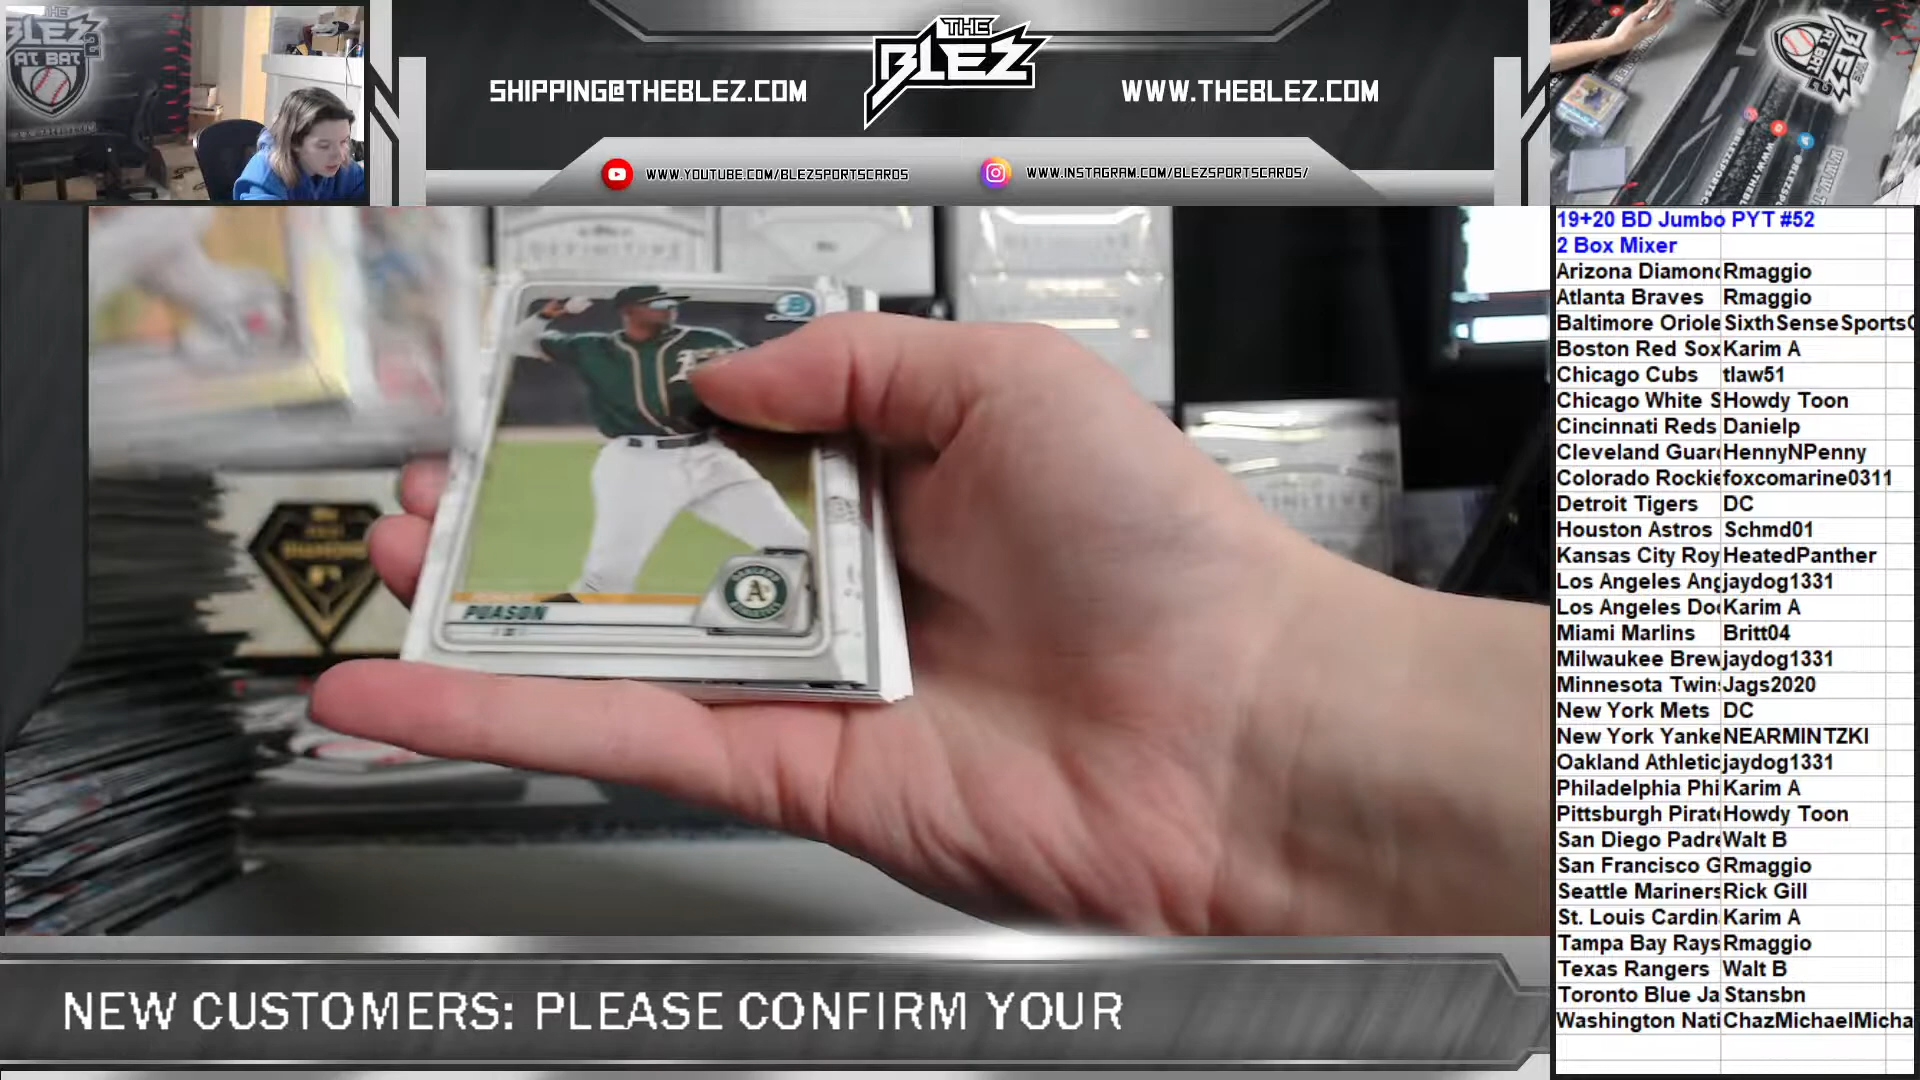 BLEZ
AT BAT
SHIPPING@THEBLEZ.COM
THE
BLEZ
WWW.THEBLEZ.COM
WWW.YOUTUBE.COM/BLEZSPORTSCARDS
WWW.INSTAGRAM.COM/BLEZSPORTSCARDS/
DEFINITIVE
PUASON
A's
19+20 BD Jumbo PYT #52
2 Box Mixer
Arizona Diamond Rmaggio
Atlanta Braves Rmaggio
Baltimore Oriole SixthSenseSportsC
Boston Red Sox Karim A
Chicago Cubs tlaw51
Chicago White S Howdy Toon
Cincinnati Reds Danielp
Cleveland Guard HennyNPenny
Colorado Rockie foxcomarine0311
Detroit Tigers DC
Houston Astros Schmd01
Kansas City Roy HeatedPanther
Los Angeles Ang jaydog1331
Los Angeles Dod Karim A
Miami Marlins Britt04
Milwaukee Brew jaydog1331
Minnesota Twins Jags2020
New York Mets DC
New York Yanke NEARMINTZKI
Oakland Athletic jaydog1331
Philadelphia Phi Karim A
Pittsburgh Pirate Howdy Toon
San Diego Padre Walt B
San Francisco G Rmaggio
Seattle Mariners Rick Gill
St. Louis Cardin Karim A
Tampa Bay Rays Rmaggio
Texas Rangers Walt B
Toronto Blue Ja Stansbn
Washington Nati ChazMichaelMicha
NEW CUSTOMERS: PLEASE CONFIRM YOUR